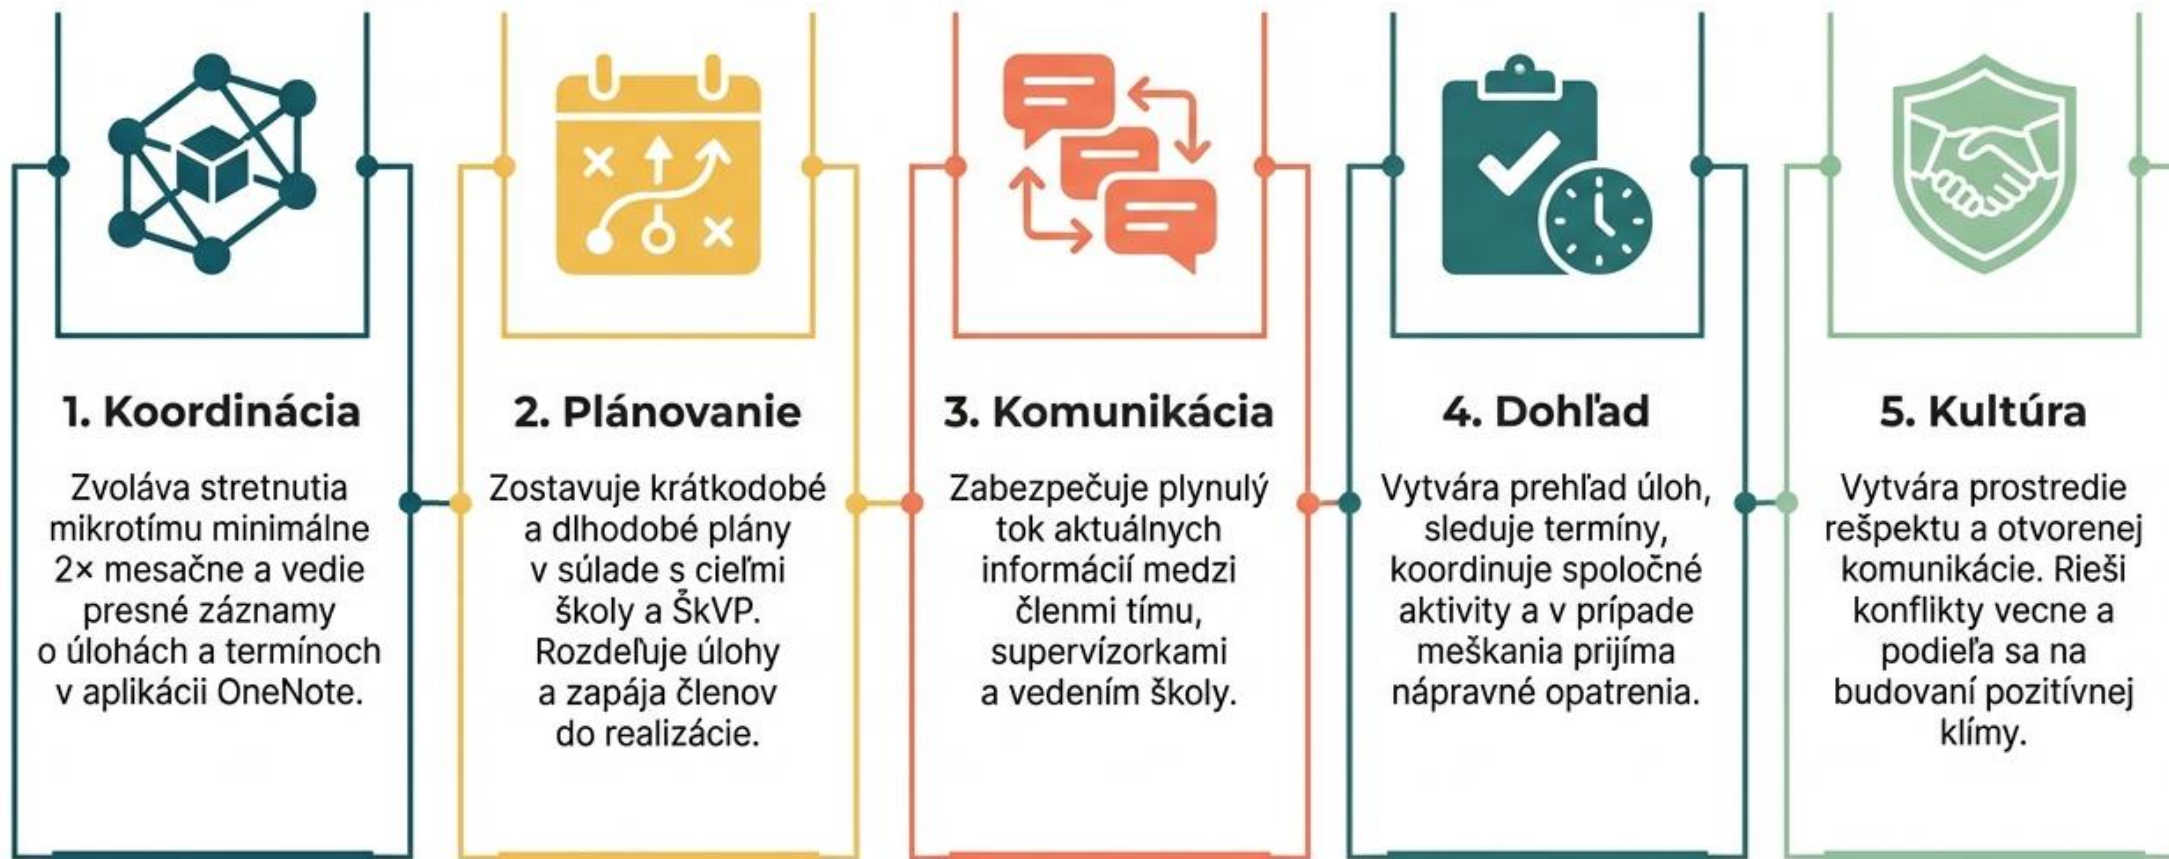 1. Koordinácia
Zvoláva stretnutia
mikrotímu minimálne
2× mesačne a vedie
presné záznamy
o úlohách a termínoch
v aplikácii OneNote.
2. Plánovanie
Zostavuje krátkodobé
a dlhodobé plány
v súlade s cieľmi
školy a ŠkVP.
Rozdeľuje úlohy
a zapája členov
do realizácie.
3. Komunikácia
Zabezpečuje plynulý
tok aktuálnych
informácií medzi
členmi tímu,
supervízorkami
a vedením školy.
4. Dohľad
Vytvára prehľad úloh,
sleduje termíny,
koordinuje spoločné
aktivity a v prípade
meškania prijíma
nápravné opatrenia.
5. Kultúra
Vytvára prostredie
rešpektu a otvorenej
komunikácie. Rieši
konflikty vecne a
podieľa sa na
budovaní pozitívnej
klímy.